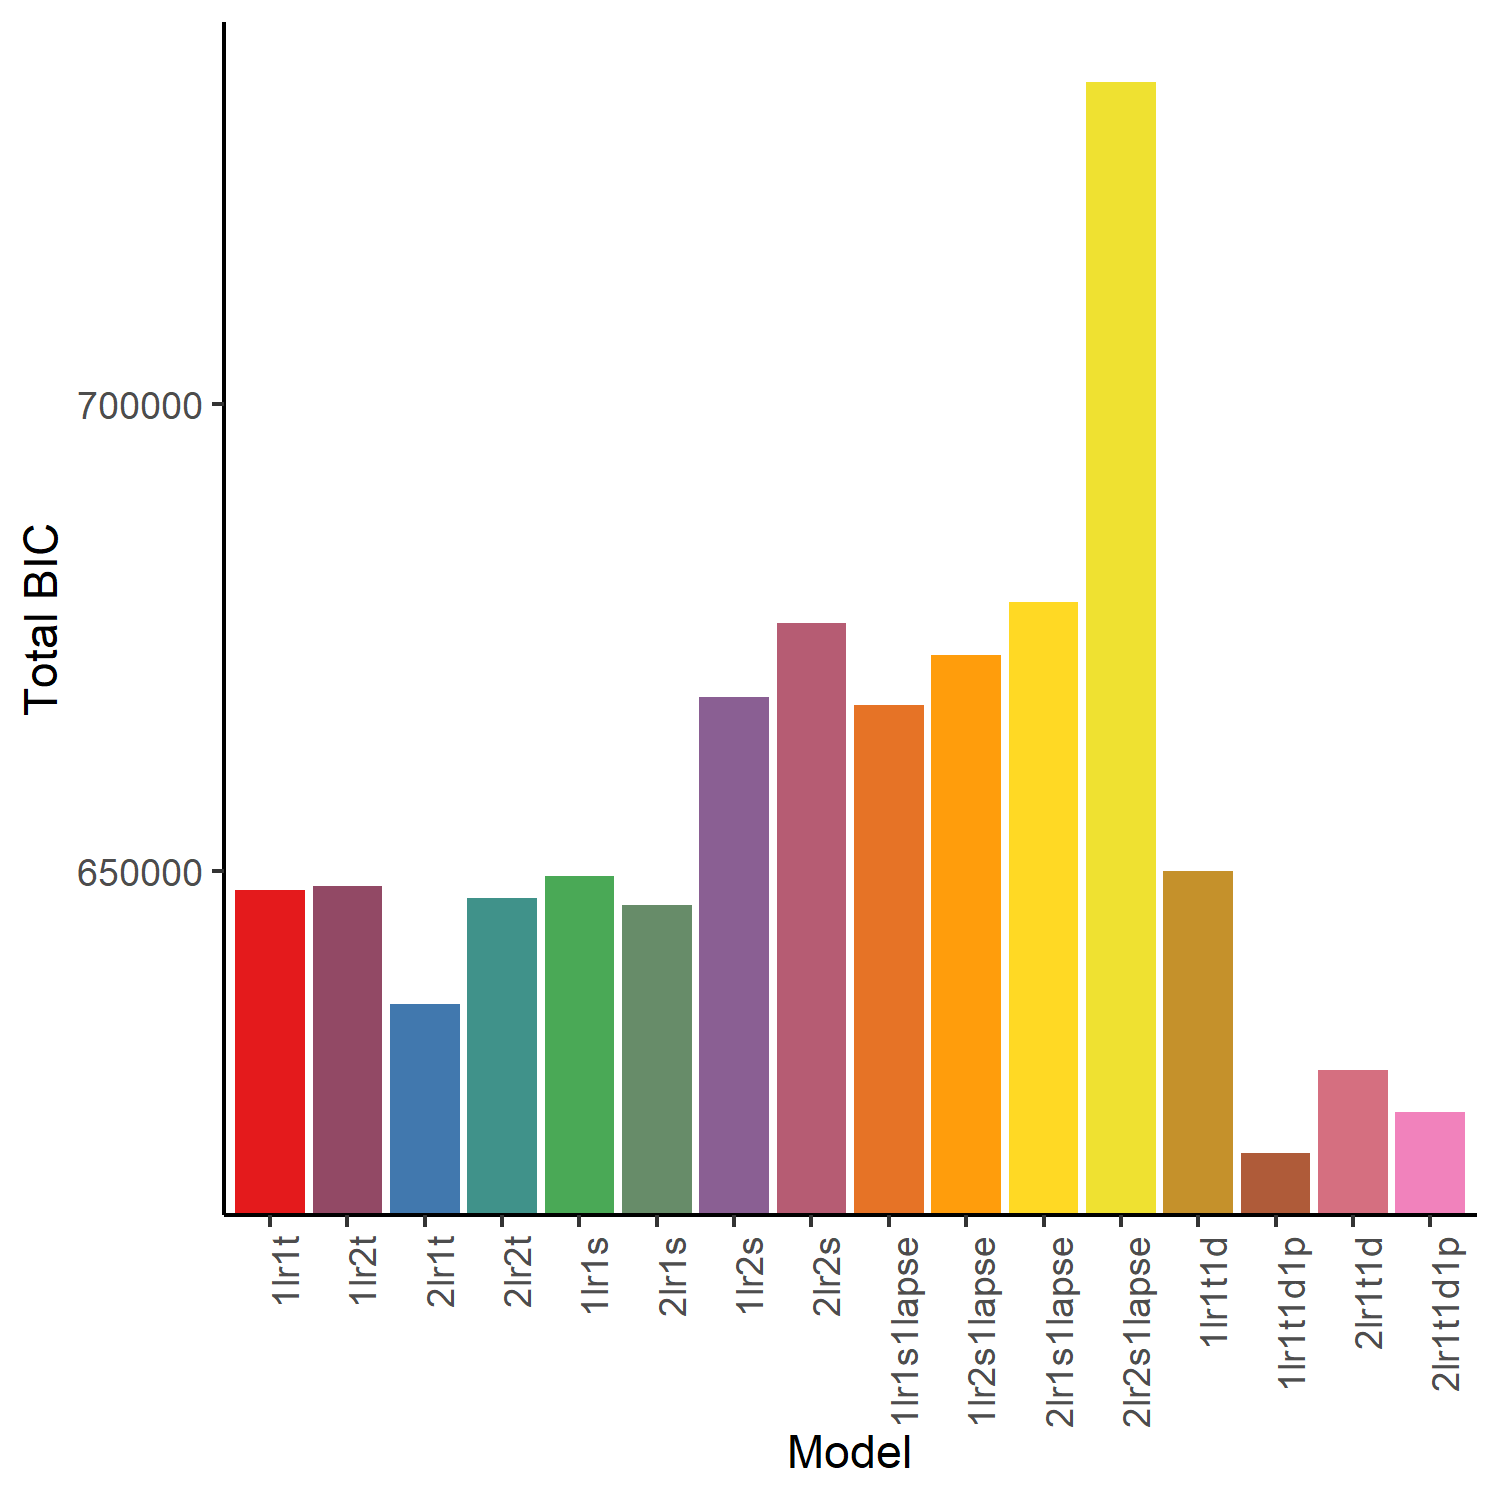 Total BIC
700000
650000
1lr1t
1lr2t
2lr1t
2lr2t
1lr1s
2lr1s
1lr2s
2lr2s
1lr1s1lapse
1lr2s1lapse
2lr1s1lapse
2lr2s1lapse
1lr1t1d
1lr1t1d1p
2lr1t1d
2lr1t1d1p
Model